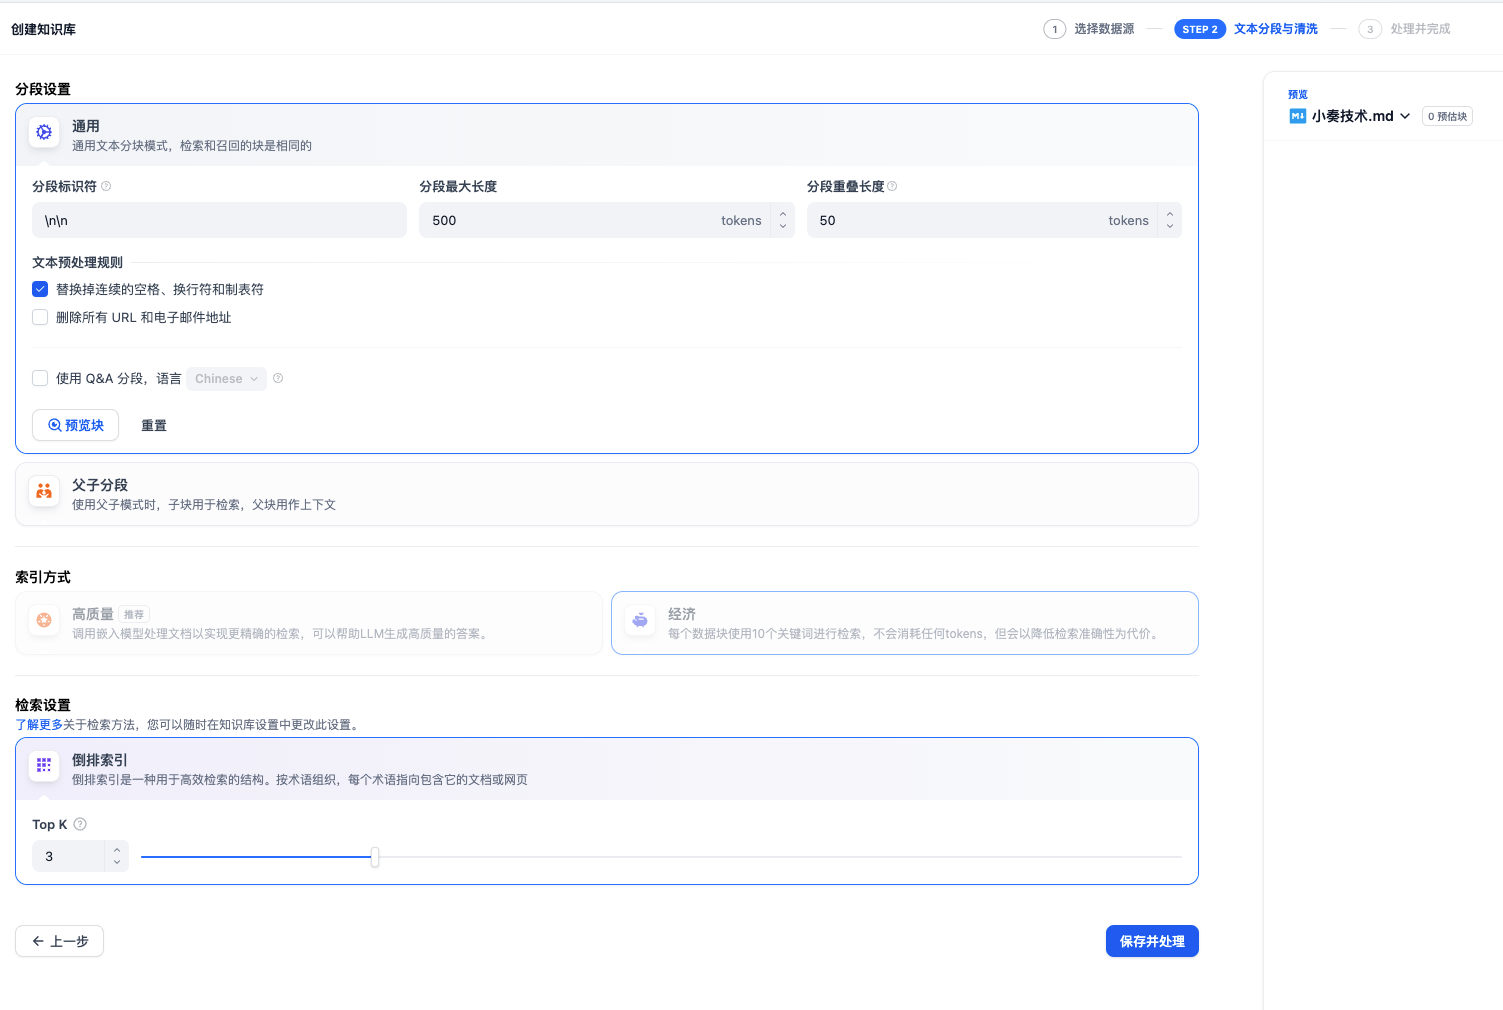 创建知识库
1 选择数据源
STEP 2 文本分段与清洗
3 处理并完成
分段设置
通用
通用文本分块模式，检索和召回的块是相同的
分段标识符
\n\n
分段最大长度
500 tokens
分段重叠长度
50 tokens
文本预处理规则
替换掉连续的空格、换行符和制表符
删除所有 URL 和电子邮件地址
使用 Q&A 分段，语言 Chinese
预览块 重置
父子分段
使用父子模式时，子块用于检索，父块用作上下文
索引方式
高质量 推荐
调用嵌入模型处理文档以实现更精确的检索，可以帮助LLM生成高质量的答案。
经济
每个数据块使用10个关键词进行检索，不会消耗任何tokens，但会以降低检索准确性为代价。
检索设置
了解更多关于检索方法，您可以随时在知识库设置中更改此设置。
倒排索引
倒排索引是一种用于高效检索的结构。按术语组织，每个术语指向包含它的文档或网页
Top K
3
上一步
保存并处理
预览
M↓ 小奏技术.md 0 预估块